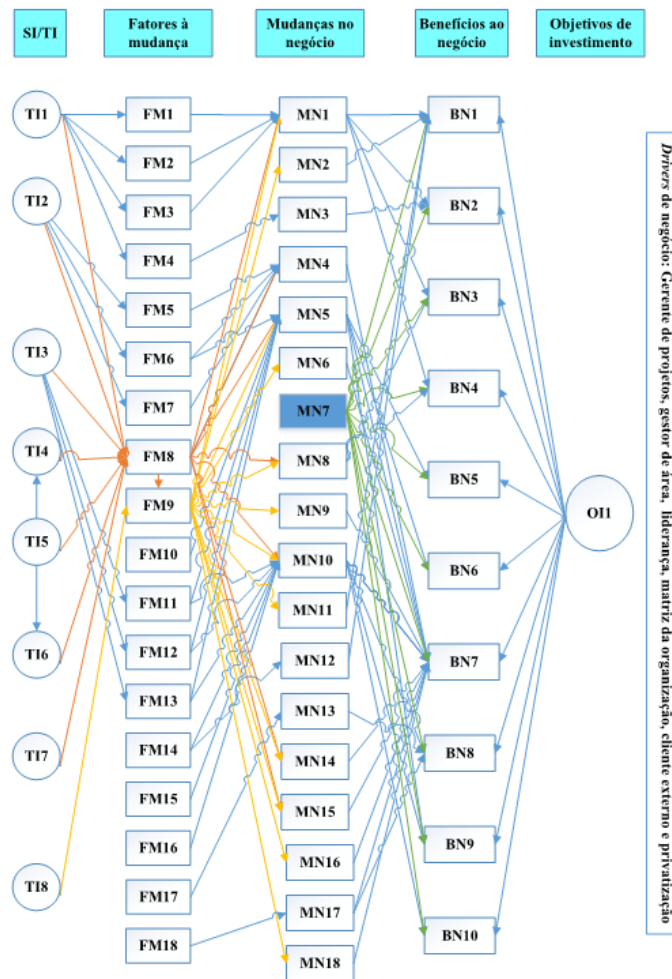 SI/TI
Fatores à
mudança
Mudanças no
negócio
Benefícios ao
negócio
Objetivos de
investimento
TI1
TI2
TI3
TI4
TI5
TI6
TI7
TI8
FM1
FM2
FM3
FM4
FM5
FM6
FM7
FM8
FM9
FM10
FM11
FM12
FM13
FM14
FM15
FM16
FM17
FM18
MN1
MN2
MN3
MN4
MN5
MN6
MN7
MN8
MN9
MN10
MN11
MN12
MN13
MN14
MN15
MN16
MN17
MN18
BN1
BN2
BN3
BN4
BN5
BN6
BN7
BN8
BN9
BN10
OI1
Drivers de negócio: Gerente de projetos, gestor de área, liderança, matriz da organização, cliente externo e privatização